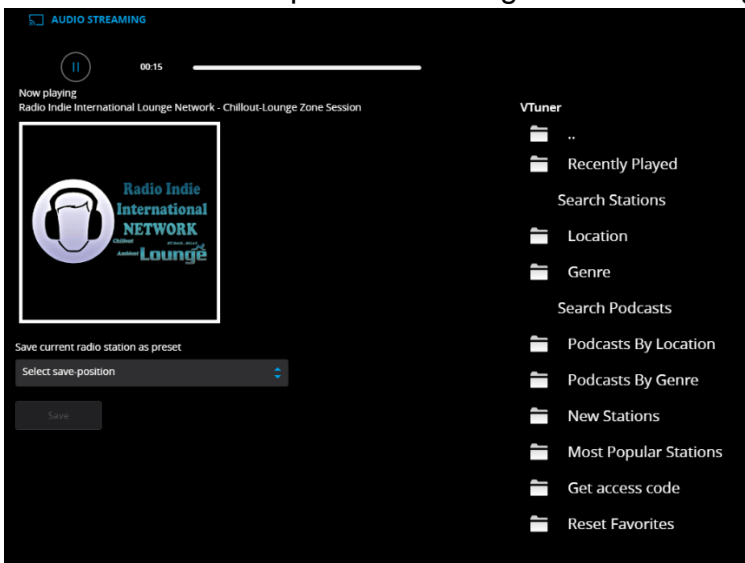 AUDIO STREAMING
00:15
Now playing
Radio Indie International Lounge Network - Chillout-Lounge Zone Session
Radio Indie
International
NETWORK
Chillout
Ambient Lounge
Save current radio station as preset
Select save-position
Save
VTuner
..
Recently Played
Search Stations
Location
Genre
Search Podcasts
Podcasts By Location
Podcasts By Genre
New Stations
Most Popular Stations
Get access code
Reset Favorites